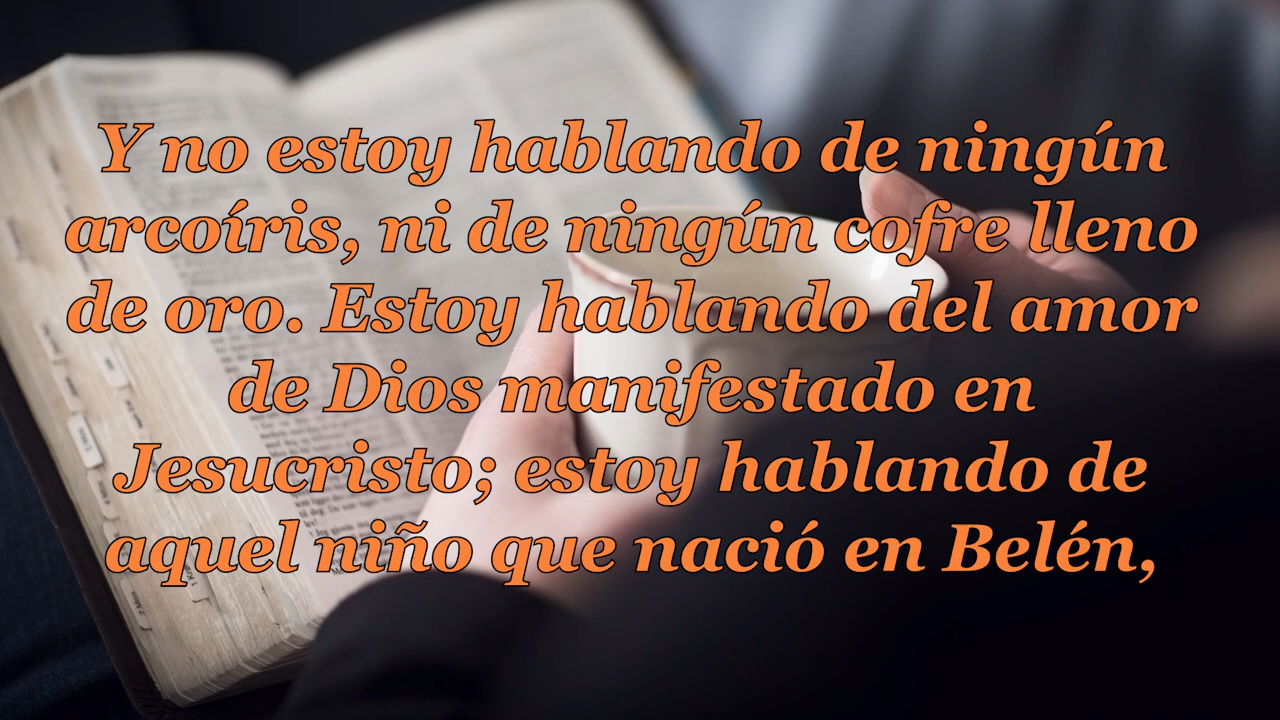 Y no estoy hablando de ningún
arcoíris, ni de ningún cofre lleno
de oro. Estoy hablando del amor
de Dios manifestado en
Jesucristo; estoy hablando de
aquel niño que nació en Belén,